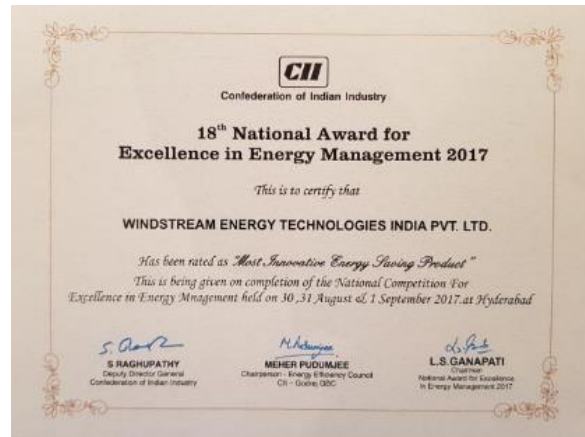 CII
Confederation of Indian Industry
18th National Award for
Excellence in Energy Management 2017
This is to certify that
WINDSTREAM ENERGY TECHNOLOGIES INDIA PVT. LTD.
Has been rated as "Most Innovative Energy Saving Product"
This is being given on completion of the National Competition For
Excellence in Energy Mnagement held on 30 ,31 August & 1 September 2017.at Hyderabad
S RAGHUPATHY
Deputy Director General
Confederation of Indian Industry
MEHER PUDUMJEE
Chairperson - Energy Efficiency Council
CII - Godrej GBC
L.S.GANAPATI
Chairman
National Award for Excellence
in Energy Management 2017